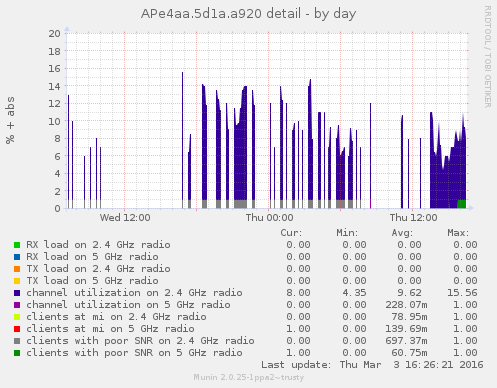 APe4aa.5d1a.a920 detail - by day
RRDTOOL / TOBI OETIKER
% + abs
20
18
16
14
12
10
8
6
4
2
0
Wed 12:00 Thu 00:00 Thu 12:00
Cur: Min: Avg: Max:
RX load on 2.4 GHz radio 0.00 0.00 0.00 0.00
RX load on 5 GHz radio 0.00 0.00 0.00 0.00
TX load on 2.4 GHz radio 0.00 0.00 0.00 0.00
TX load on 5 GHz radio 0.00 0.00 0.00 0.00
channel utilization on 2.4 GHz radio 8.00 4.35 9.62 15.56
channel utilization on 5 GHz radio 0.00 0.00 228.07m 1.00
clients at mi on 2.4 GHz radio 0.00 0.00 78.95m 1.00
clients at mi on 5 GHz radio 1.00 0.00 139.69m 1.00
clients with poor SNR on 2.4 GHz radio 0.00 0.00 697.37m 1.00
clients with poor SNR on 5 GHz radio 1.00 0.00 60.75m 1.00
Last update: Thu Mar 3 16:26:21 2016
Munin 2.0.25-1ppa2~trusty